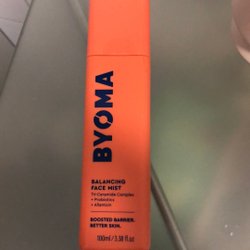 BYOMA
BALANCING
FACE MIST
Tri-Ceramide Complex
+ Prebiotics
+ Allantoin
BOOSTED BARRIER.
BETTER SKIN.
100ml/3.38 fl.oz